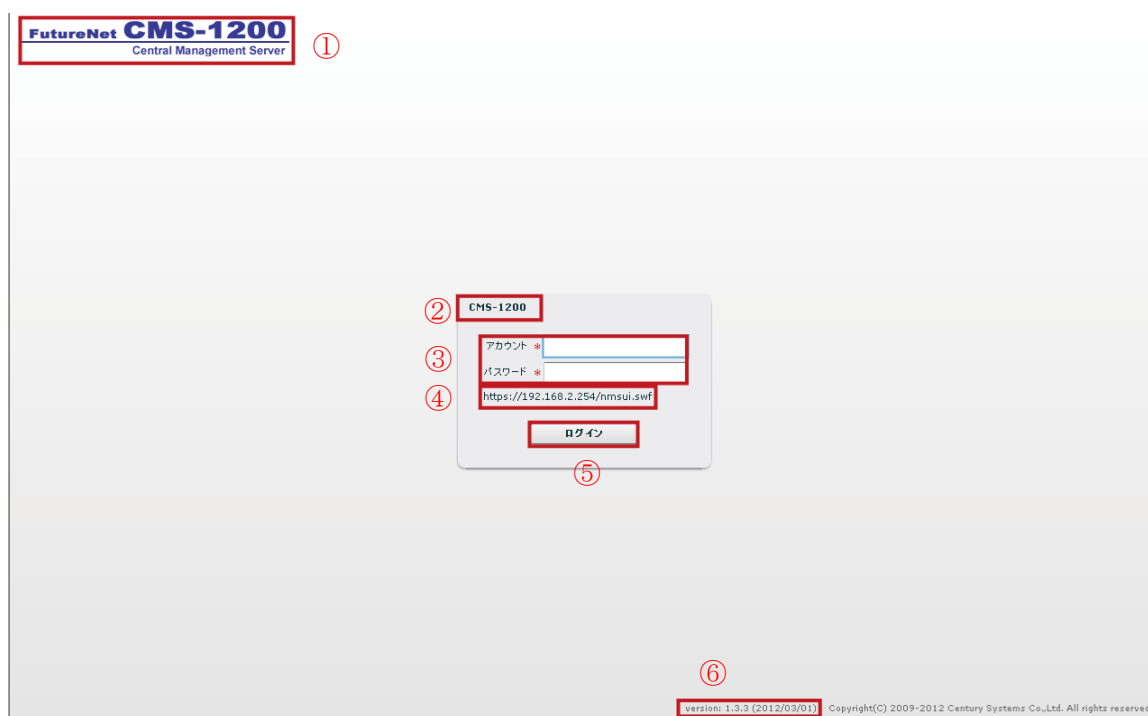 FutureNet CMS-1200
Central Management Server
①
② CMS-1200
③ アカウント *
パスワード *
④ https://192.168.2.254/nmsui.swf
ログイン
⑤
⑥
version: 1.3.3 (2012/03/01) Copyright(C) 2009-2012 Century Systems Co.,Ltd. All rights reserved